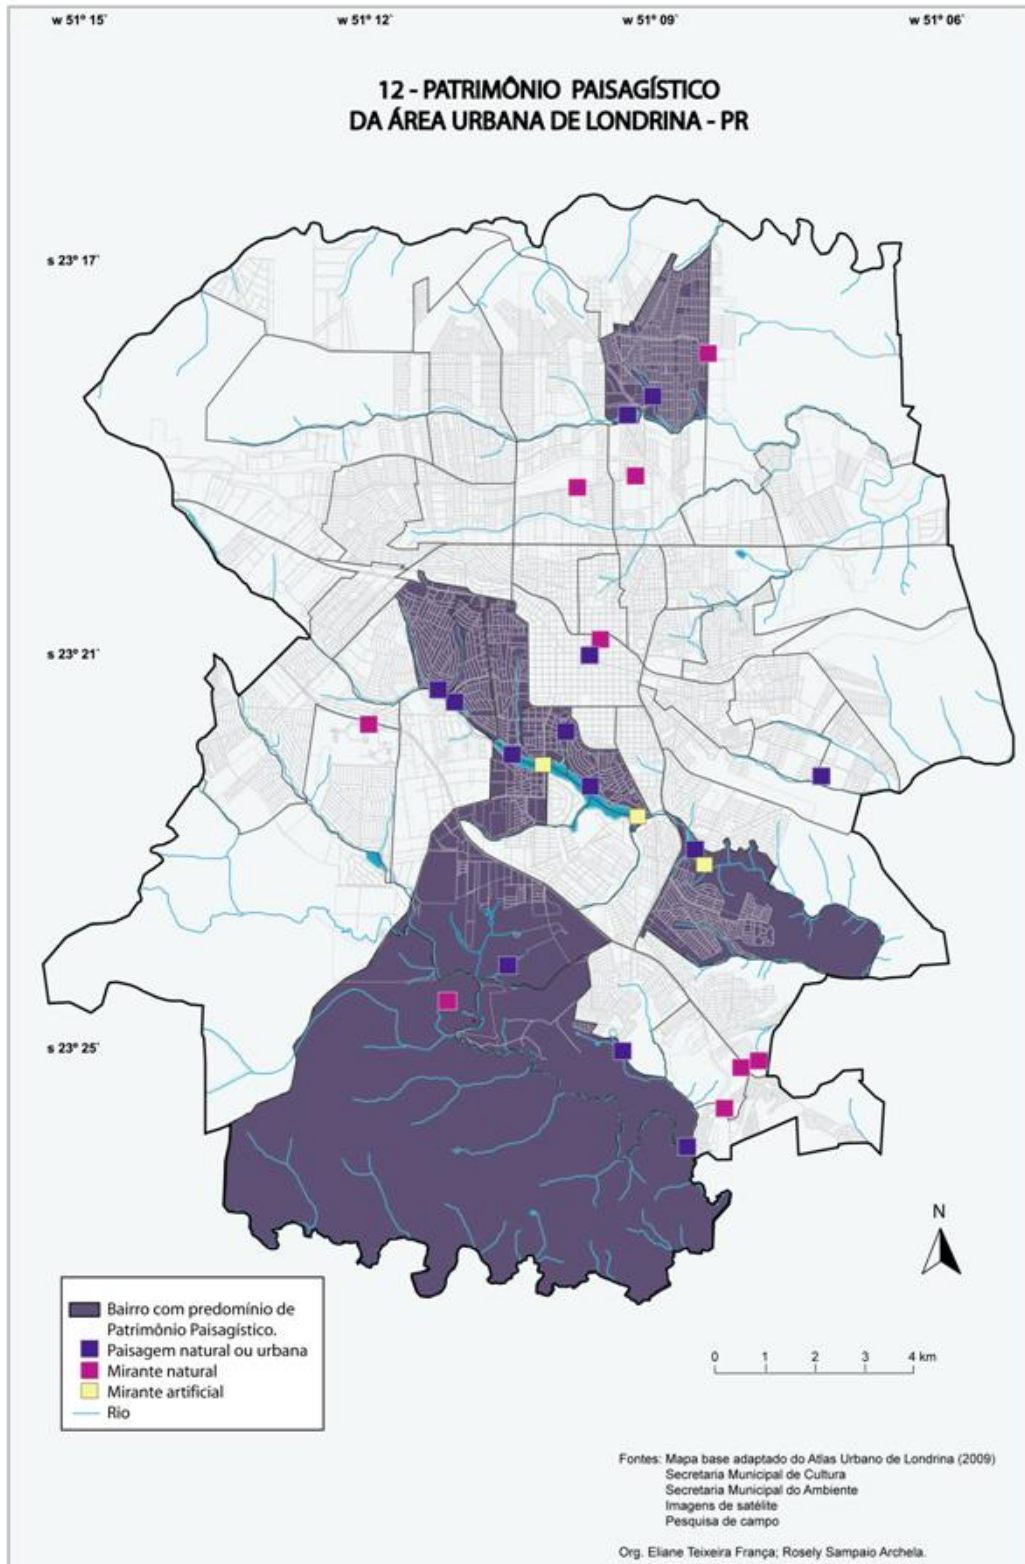 w 51º 15´ w 51º 12´ w 51º 09´ w 51º 06´
12 - PATRIMÔNIO PAISAGÍSTICO
DA ÁREA URBANA DE LONDRINA - PR
s 23º 17´
s 23º 21´
s 23º 25´
N
Bairro com predomínio de
Patrimônio Paisagístico.
Paisagem natural ou urbana
Mirante natural
Mirante artificial
Rio
0 1 2 3 4 km
Fontes: Mapa base adaptado do Atlas Urbano de Londrina (2009)
Secretaria Municipal de Cultura
Secretaria Municipal do Ambiente
Imagens de satélite
Pesquisa de campo
Org. Eliane Teixeira França; Rosely Sampaio Archela.